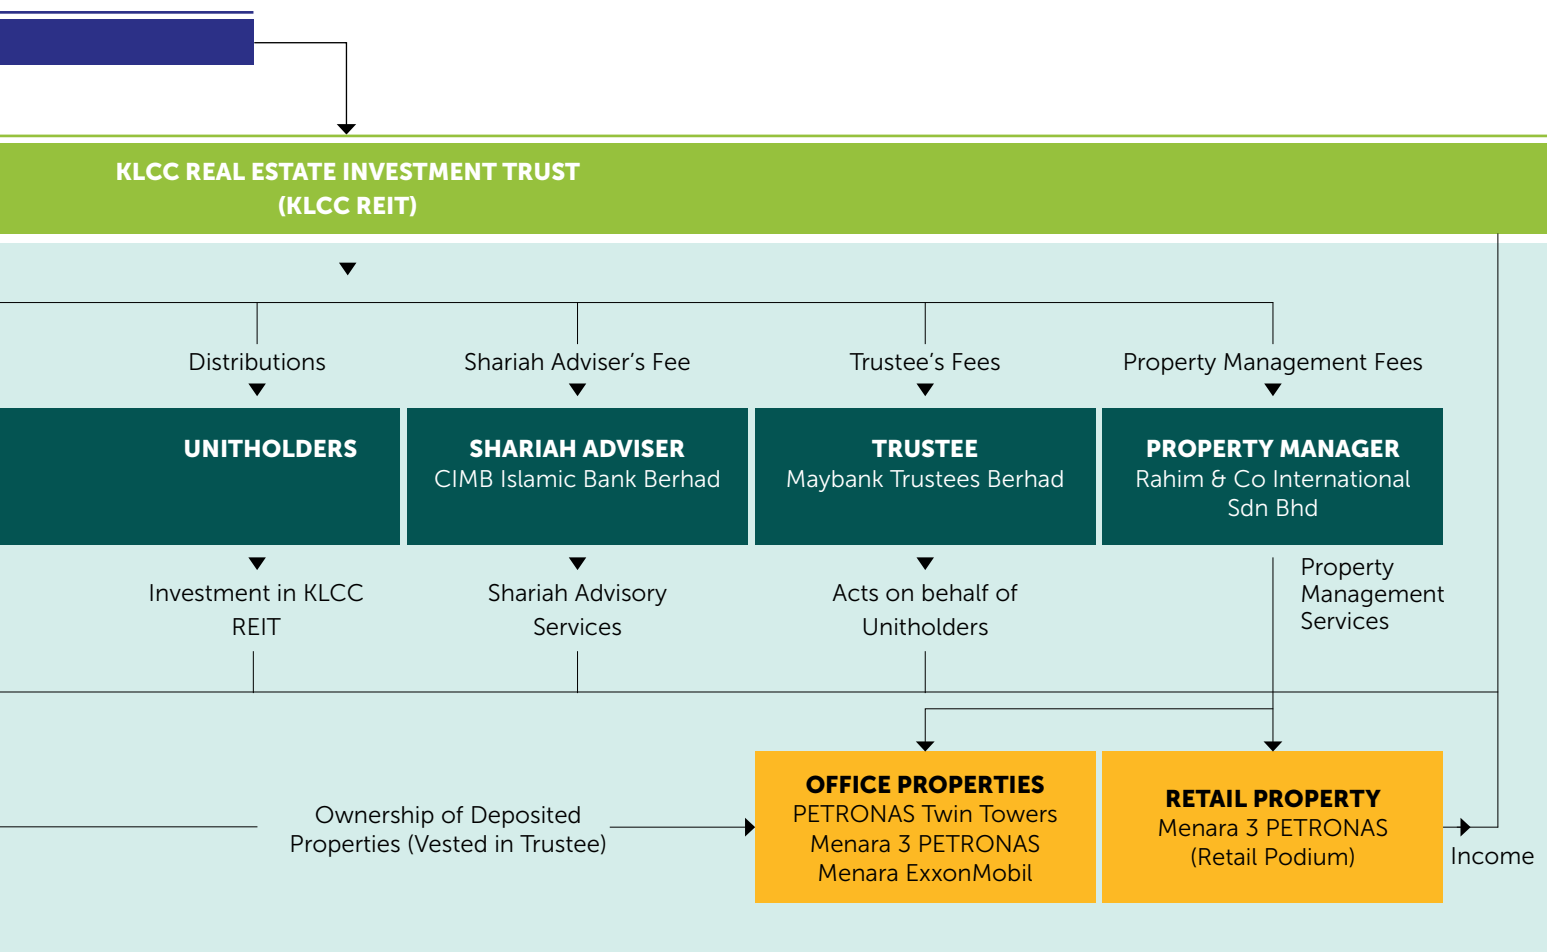 KLCC REAL ESTATE INVESTMENT TRUST
(KLCC REIT)
Distributions
Shariah Adviser’s Fee
Trustee’s Fees
Property Management Fees
UNITHOLDERS
SHARIAH ADVISER
CIMB Islamic Bank Berhad
TRUSTEE
Maybank Trustees Berhad
PROPERTY MANAGER
Rahim & Co International
Sdn Bhd
Investment in KLCC
REIT
Shariah Advisory
Services
Acts on behalf of
Unitholders
Property
Management
Services
Ownership of Deposited
Properties (Vested in Trustee)
OFFICE PROPERTIES
PETRONAS Twin Towers
Menara 3 PETRONAS
Menara ExxonMobil
RETAIL PROPERTY
Menara 3 PETRONAS
(Retail Podium)
Income